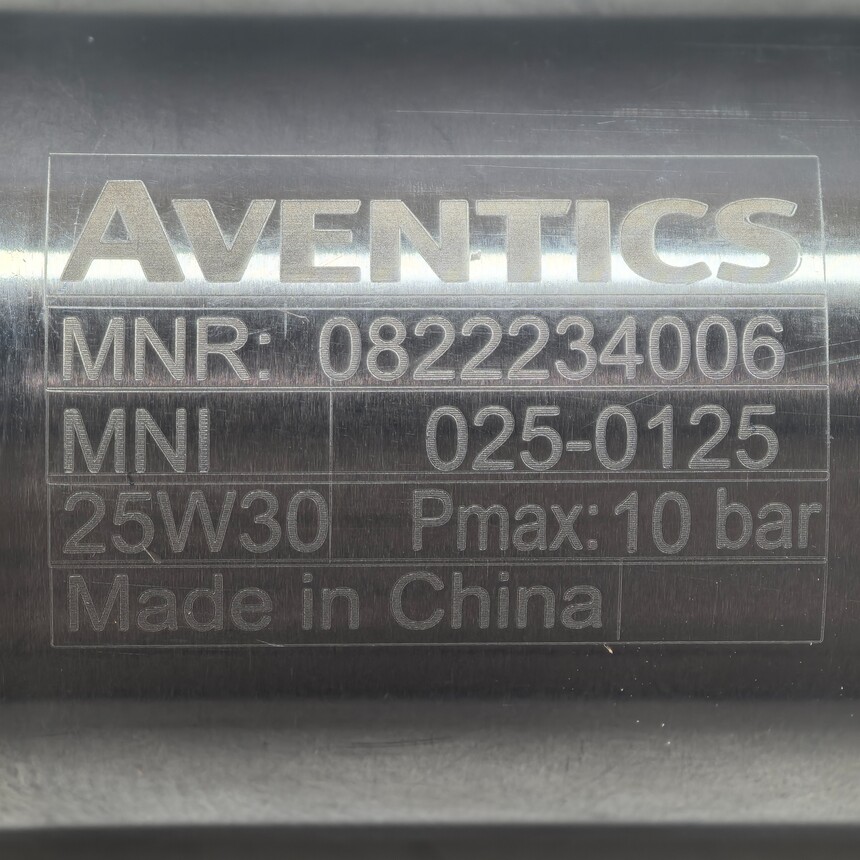 AVENTICS
MNR: 0822234006
MNI 025-0125
25W30 Pmax: 10 bar
Made in China